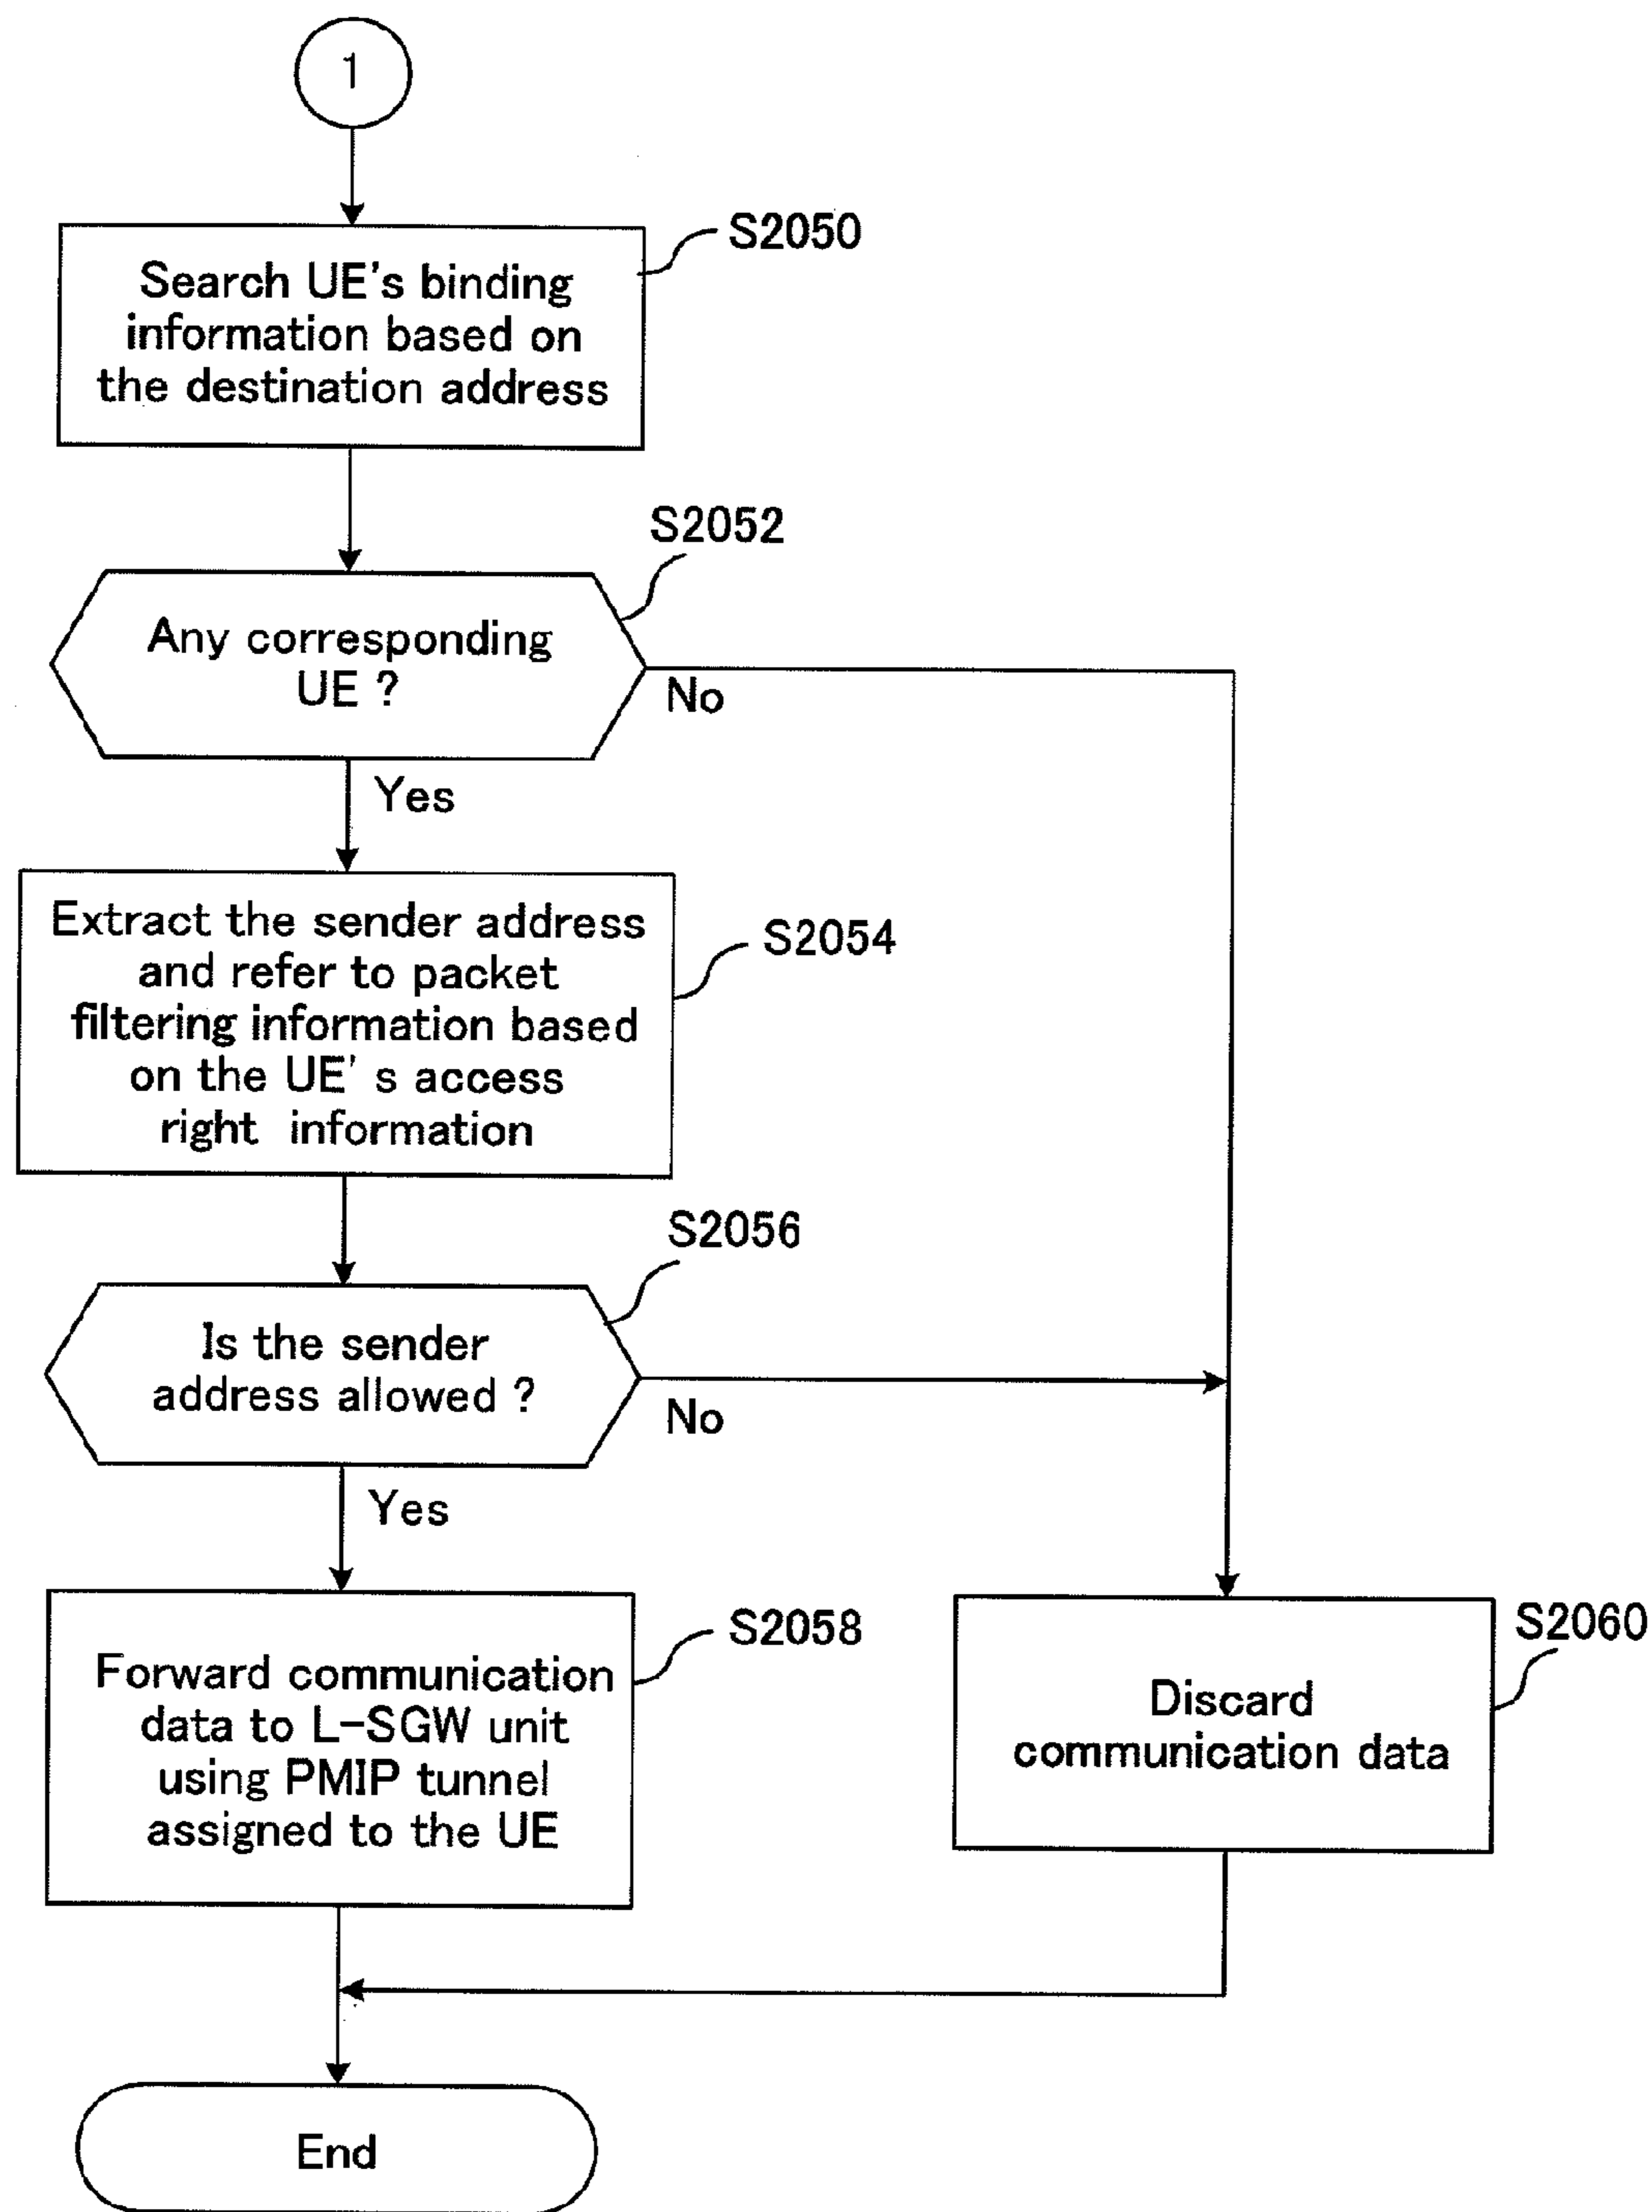 1
S2050
Search UE's binding
information based on
the destination address
S2052
Any corresponding
UE ?
No
Yes
Extract the sender address
and refer to packet
filtering information based
on the UE' s access
right information
S2054
S2056
Is the sender
address allowed ?
No
Yes
S2058
Forward communication
data to L-SGW unit
using PMIP tunnel
assigned to the UE
S2060
Discard
communication data
End